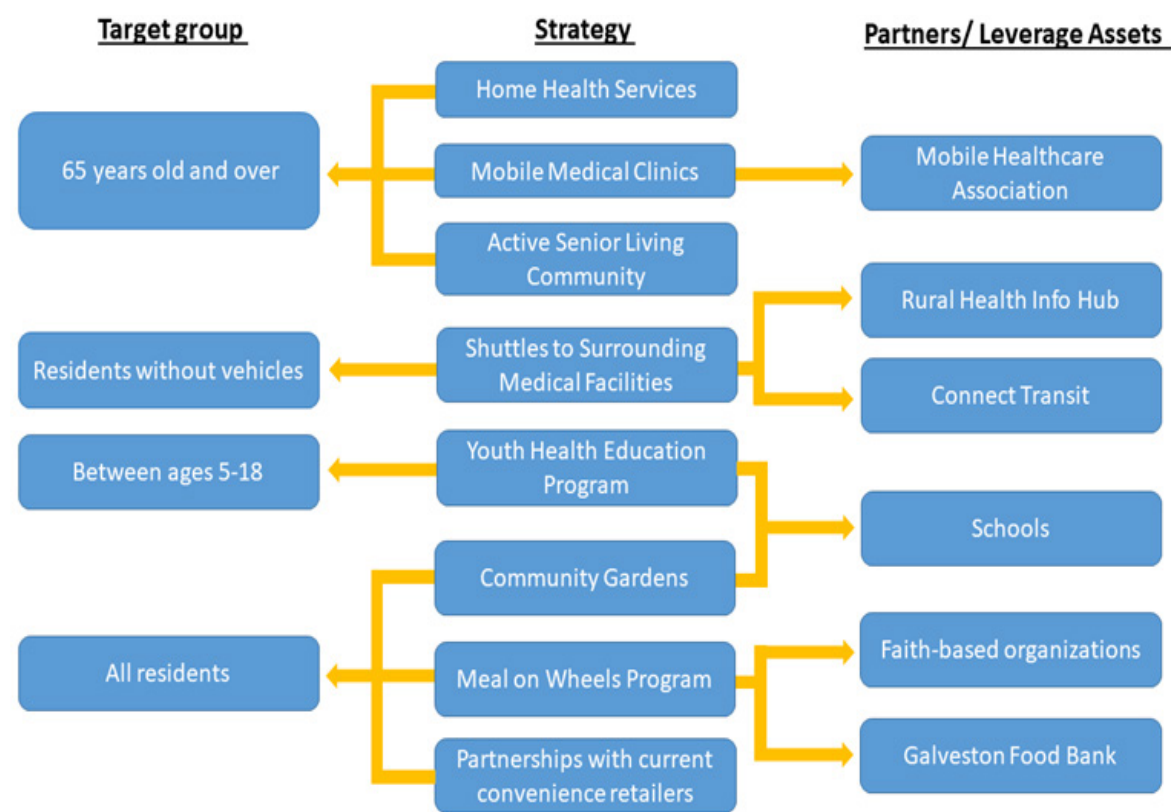 Target group
Strategy
Partners/ Leverage Assets
65 years old and over
Home Health Services
Mobile Medical Clinics
Active Senior Living
Community
Mobile Healthcare
Association
Residents without vehicles
Shuttles to Surrounding
Medical Facilities
Rural Health Info Hub
Connect Transit
Between ages 5-18
Youth Health Education
Program
Schools
All residents
Community Gardens
Meal on Wheels Program
Partnerships with current
convenience retailers
Faith-based organizations
Galveston Food Bank